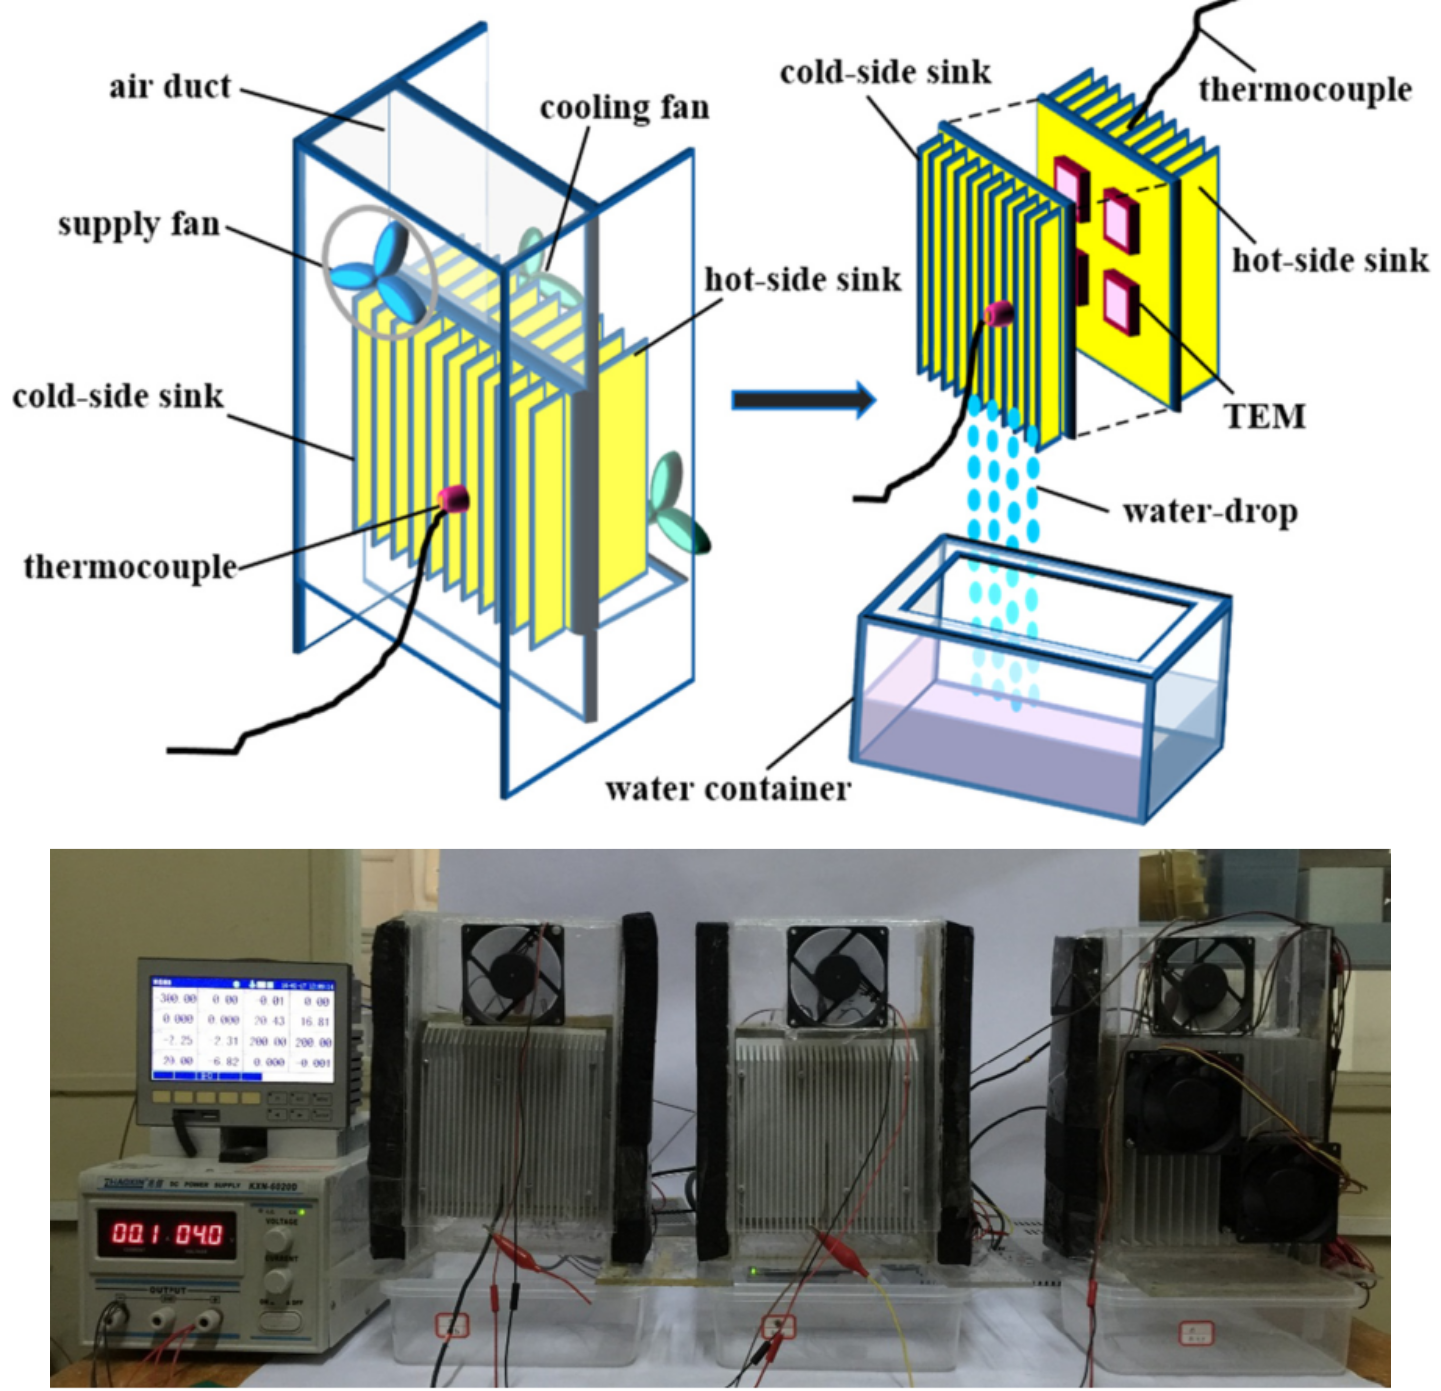 air duct
cooling fan
supply fan
hot-side sink
cold-side sink
thermocouple
cold-side sink
thermocouple
hot-side sink
TEM
water-drop
water container
-300.00 0.00 -0.01 0.00
0.000 0.000 20.43 16.81
-2.25 -2.31 200.00 200.00
20.00 -6.82 0.000 -0.001
ZHAOXIN DC POWER SUPPLY KXN-6020D
00.1 04.0
VOLTAGE
CURRENT
OUTPUT